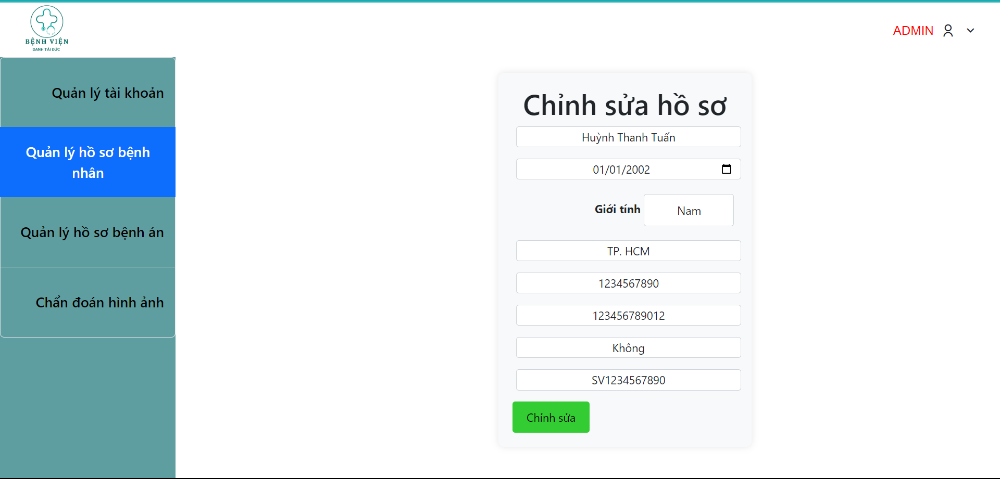 BỆNH VIỆN
DANH TÀI ĐỨC
ADMIN
Quản lý tài khoản
Quản lý hồ sơ bệnh
nhân
Quản lý hồ sơ bệnh án
Chẩn đoán hình ảnh
Chỉnh sửa hồ sơ
Huỳnh Thanh Tuấn
01/01/2002
Giới tính Nam
TP. HCM
1234567890
123456789012
Không
SV1234567890
Chỉnh sửa